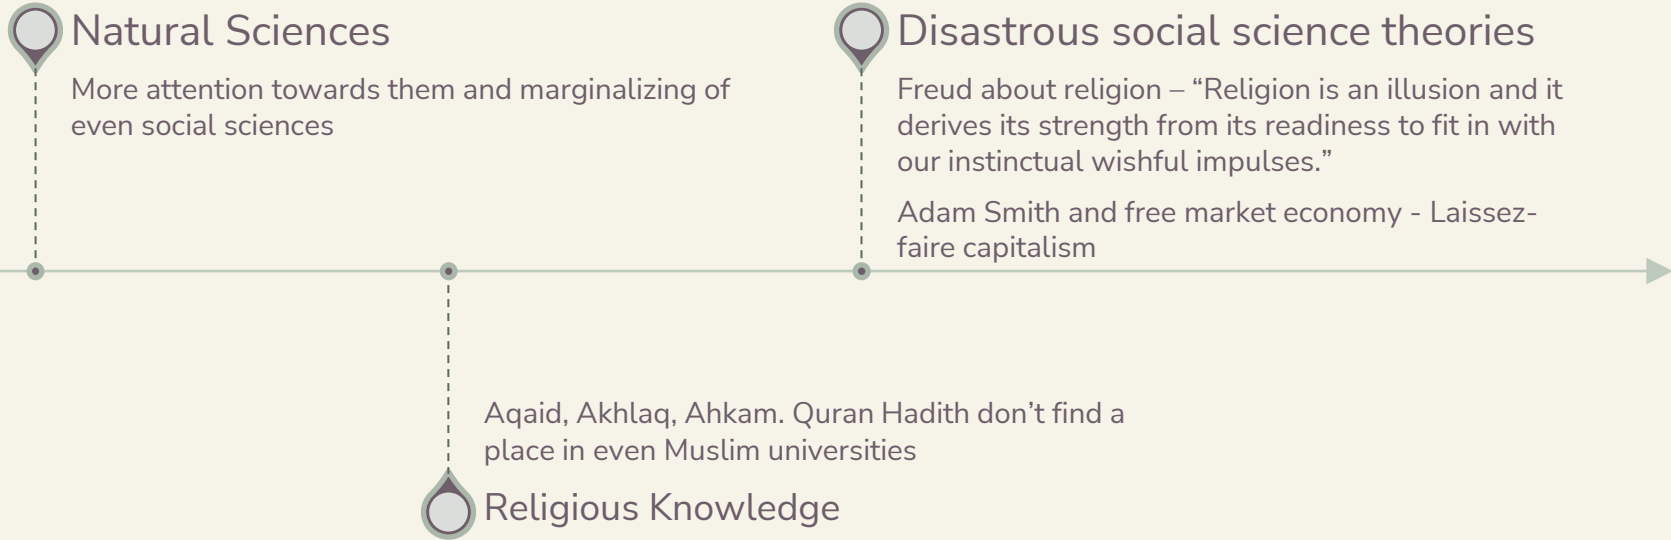 Natural Sciences
More attention towards them and marginalizing of
even social sciences
Aqaid, Akhlaq, Ahkam. Quran Hadith don’t find a
place in even Muslim universities
Religious Knowledge
Disastrous social science theories
Freud about religion – “Religion is an illusion and it
derives its strength from its readiness to fit in with
our instinctual wishful impulses.”
Adam Smith and free market economy - Laissez-
faire capitalism